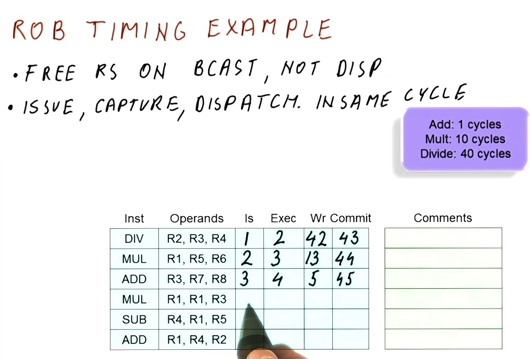 ROB TIMING EXAMPLE
• FREE RS ON BCAST, NOT DISP
• ISSUE, CAPTURE, DISPATCH. IN SAME CYCLE
Add: 1 cycles
Mult: 10 cycles
Divide: 40 cycles
Inst Operands Is Exec Wr Commit Comments
DIV R2, R3, R4 1 2 42 43
MUL R1, R5, R6 2 3 13 44
ADD R3, R7, R8 3 4 5 45
MUL R1, R1, R3
SUB R4, R1, R5
ADD R1, R4, R2